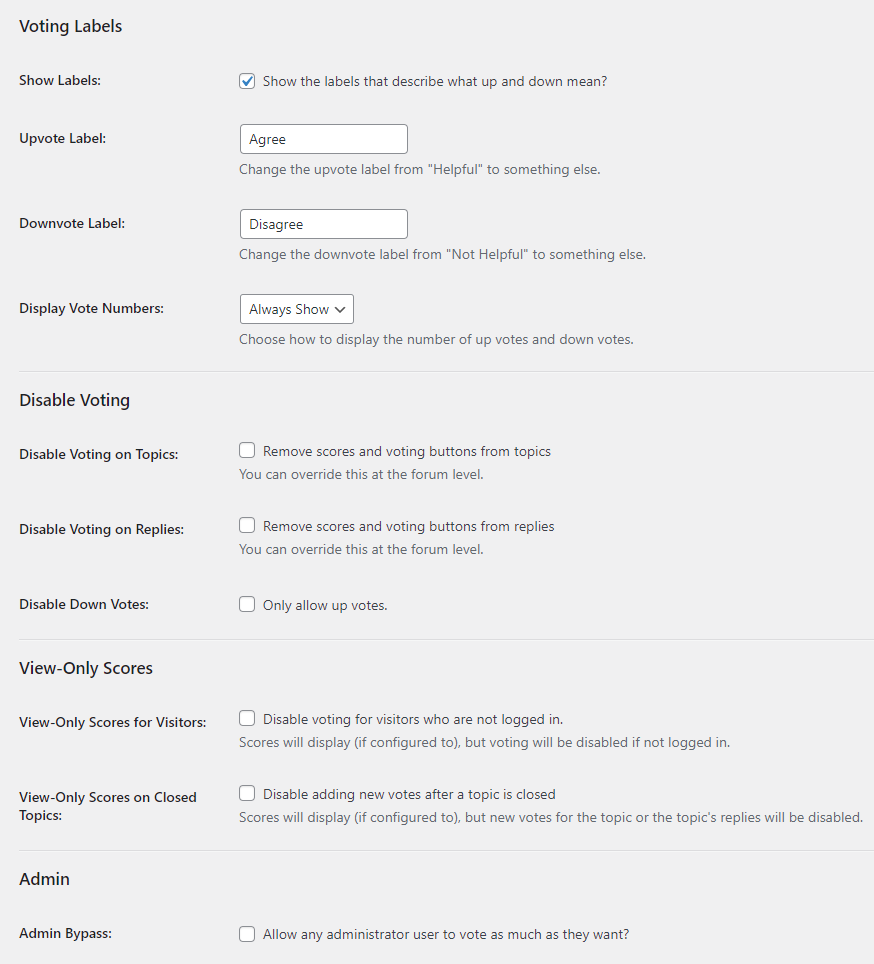 Voting Labels
Show Labels:
Show the labels that describe what up and down mean?
Upvote Label:
Agree
Change the upvote label from "Helpful" to something else.
Downvote Label:
Disagree
Change the downvote label from "Not Helpful" to something else.
Display Vote Numbers:
Always Show
Choose how to display the number of up votes and down votes.
Disable Voting
Disable Voting on Topics:
Remove scores and voting buttons from topics
You can override this at the forum level.
Disable Voting on Replies:
Remove scores and voting buttons from replies
You can override this at the forum level.
Disable Down Votes:
Only allow up votes.
View-Only Scores
View-Only Scores for Visitors:
Disable voting for visitors who are not logged in.
Scores will display (if configured to), but voting will be disabled if not logged in.
View-Only Scores on Closed
Topics:
Disable adding new votes after a topic is closed
Scores will display (if configured to), but new votes for the topic or the topic's replies will be disabled.
Admin
Admin Bypass:
Allow any administrator user to vote as much as they want?